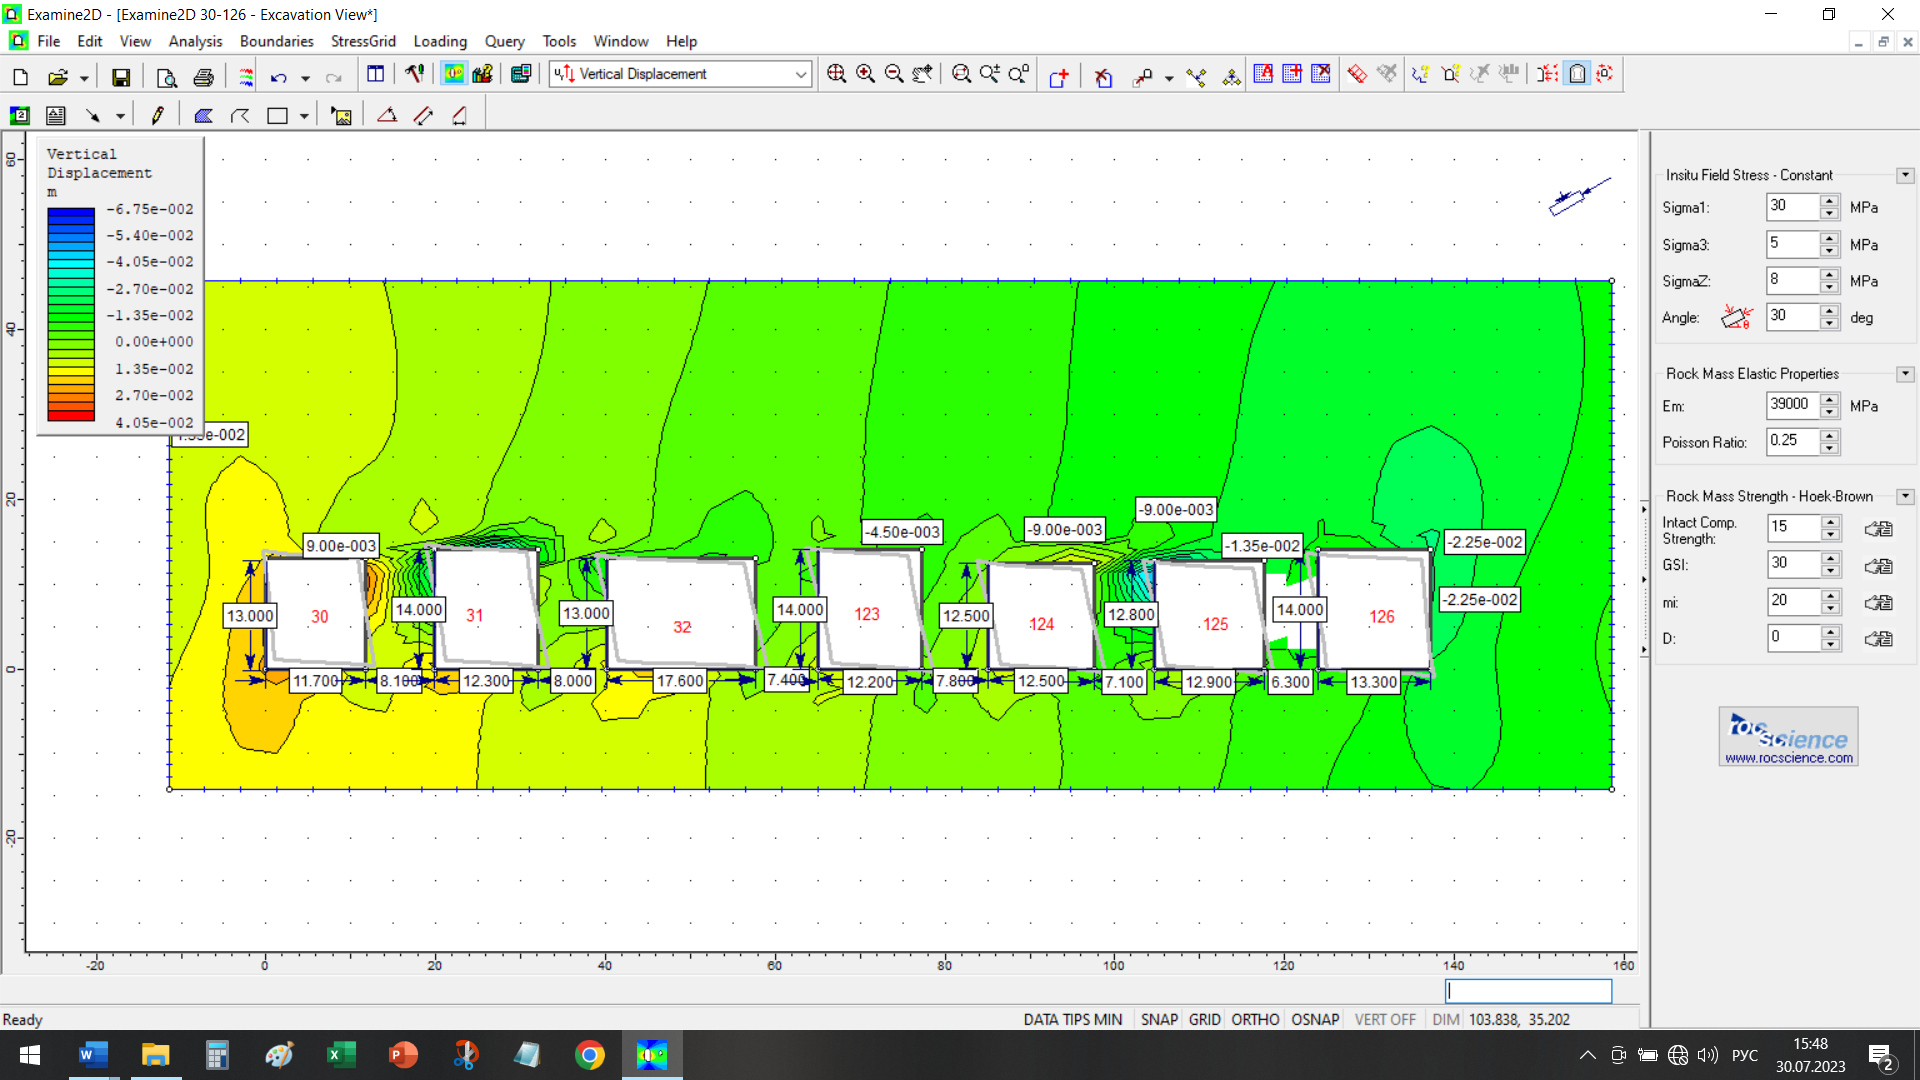 Examine2D - [Examine2D 30-126 - Excavation View*]
File Edit View Analysis Boundaries StressGrid Loading Query Tools Window Help
Vertical Displacement
Vertical
Displacement
m
-6.75e-002
-5.40e-002
-4.05e-002
-2.70e-002
-1.35e-002
0.00e+000
1.35e-002
2.70e-002
4.05e-002
60
40
20
0
-20
9.00e-003
-4.50e-003
-9.00e-003
-9.00e-003
-1.35e-002
-2.25e-002
-2.25e-002
13.000
30
14.000
31
13.000
32
14.000
123
12.500
124
12.800
125
14.000
126
11.700
8.100
12.300
8.000
17.600
7.400
12.200
7.800
12.500
7.100
12.900
6.300
13.300
-20 0 20 40 60 80 100 120 140 160
Insitu Field Stress - Constant
Sigma1: 30 MPa
Sigma3: 5 MPa
SigmaZ: 8 MPa
Angle: θ 30 deg
Rock Mass Elastic Properties
Em: 39000 MPa
Poisson Ratio: 0.25
Rock Mass Strength - Hoek-Brown
Intact Comp.
Strength: 15
GSI: 30
mi: 20
D: 0
rocscience
www.rocscience.com
Ready
DATA TIPS MIN SNAP GRID ORTHO OSNAP VERT OFF DIM 103.838, 35.202
РУС
15:48
30.07.2023
2